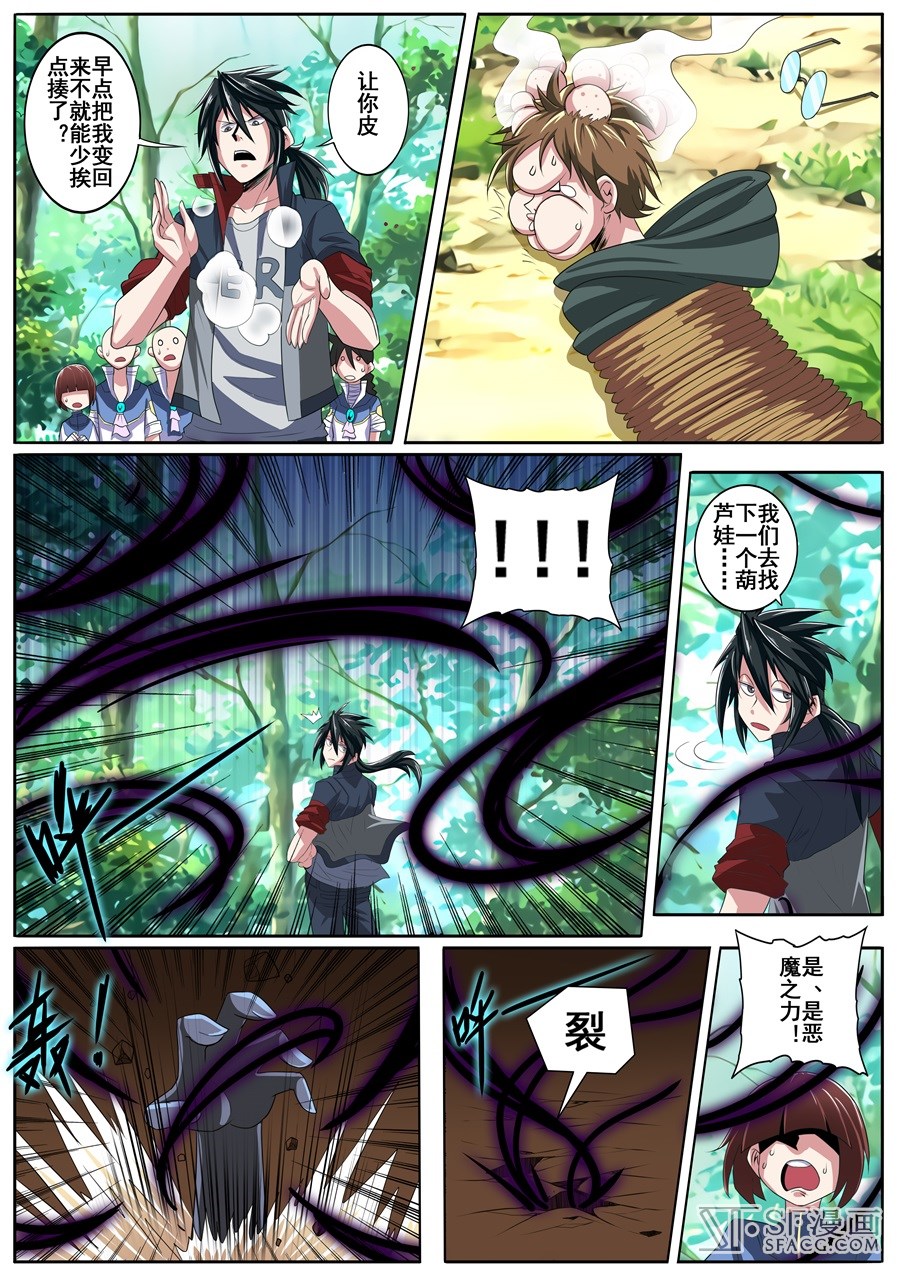 让你皮
早点把我变回
来不就能少挨
点揍了？
我们去找
下一个葫
芦娃……
！！！！
呼—
是、是恶
魔之力！
呼—
裂
轰！
SF漫画
SFACG.COM